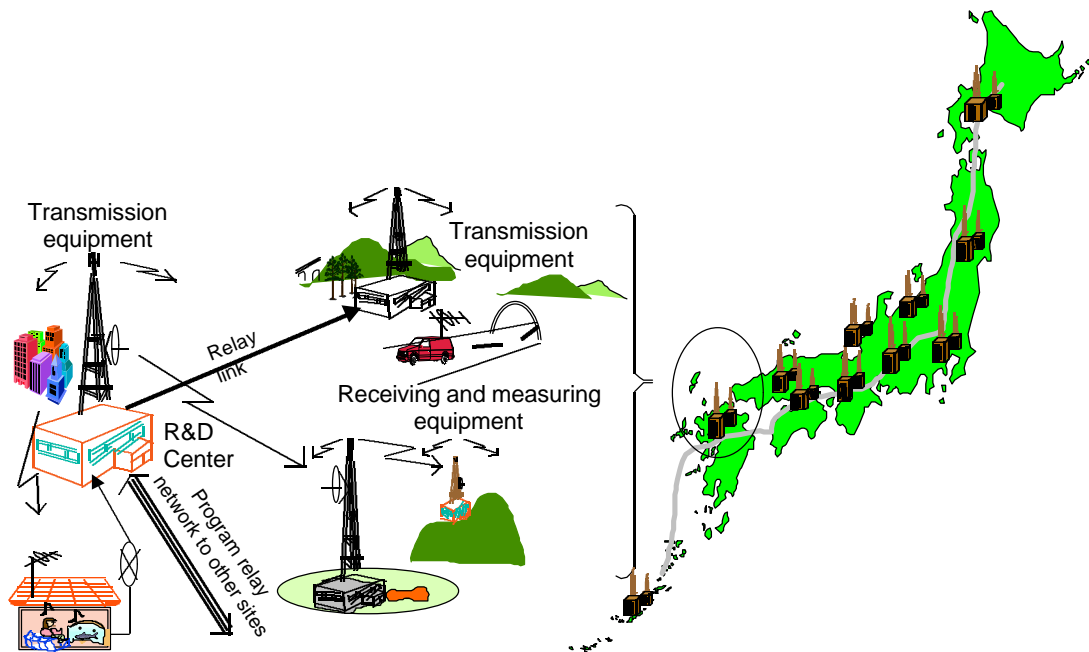 Transmission
equipment
Transmission
equipment
Relay
link
Receiving and measuring
equipment
R&D
Center
Program relay
network to other sites